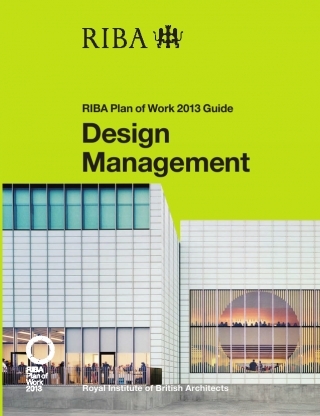 RIBA
RIBA Plan of Work 2013 Guide
Design
Management
RIBA
Plan of
Work
2013
Royal Institute of British Architects